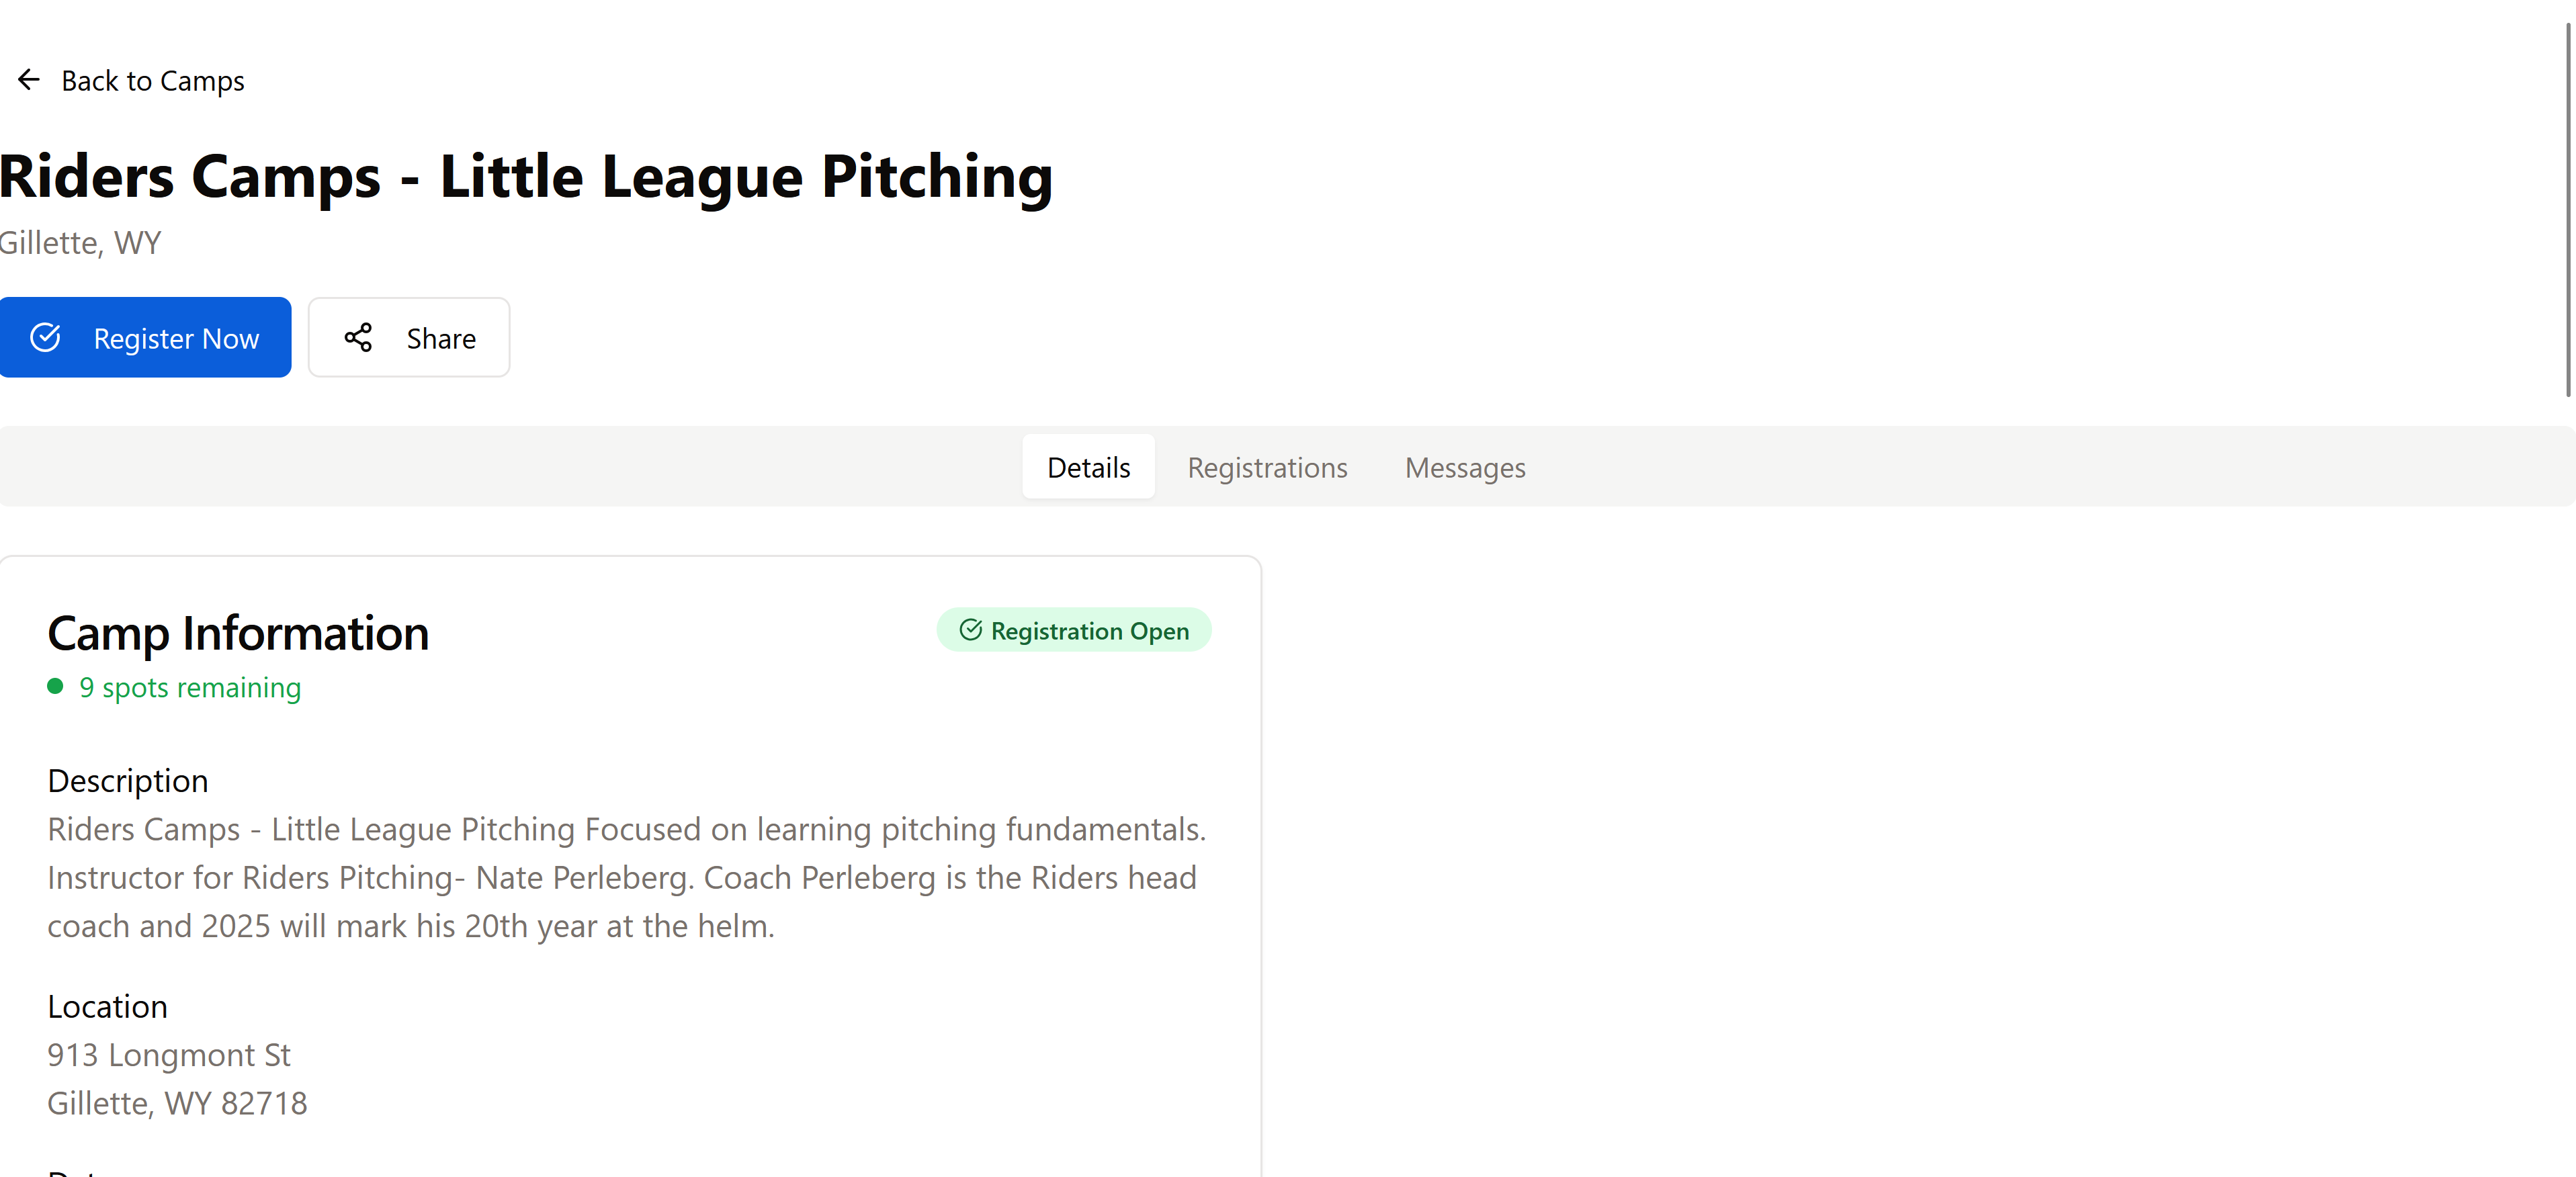 Back to Camps
Riders Camps - Little League Pitching
Gillette, WY
Register Now
Share
Details
Registrations
Messages
Camp Information
Registration Open
9 spots remaining
Description
Riders Camps - Little League Pitching Focused on learning pitching fundamentals.
Instructor for Riders Pitching- Nate Perleberg. Coach Perleberg is the Riders head
coach and 2025 will mark his 20th year at the helm.
Location
913 Longmont St
Gillette, WY 82718